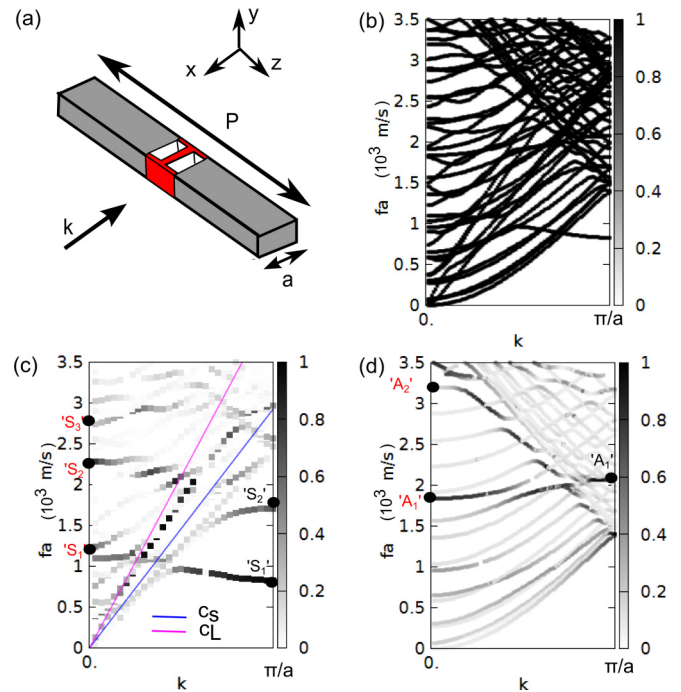 (a)
y
x
z
P
k
a
(b)
3.5
3
2.5
2
1.5
1
0.5
0
fa (10³ m/s)
0.
k
π/a
1
0.8
0.6
0.4
0.2
0
(c)
3.5
3
2.5
2
1.5
1
0.5
0
fa (10³ m/s)
'S₃'
'S₂'
'S₁'
'S₂'
'S₁'
cS
cL
0.
k
π/a
1
0.8
0.6
0.4
0.2
0
(d)
3.5
3
2.5
2
1.5
1
0.5
0
fa (10³ m/s)
'A₂'
'A₁'
'A₁'
0.
k
π/a
1
0.8
0.6
0.4
0.2
0